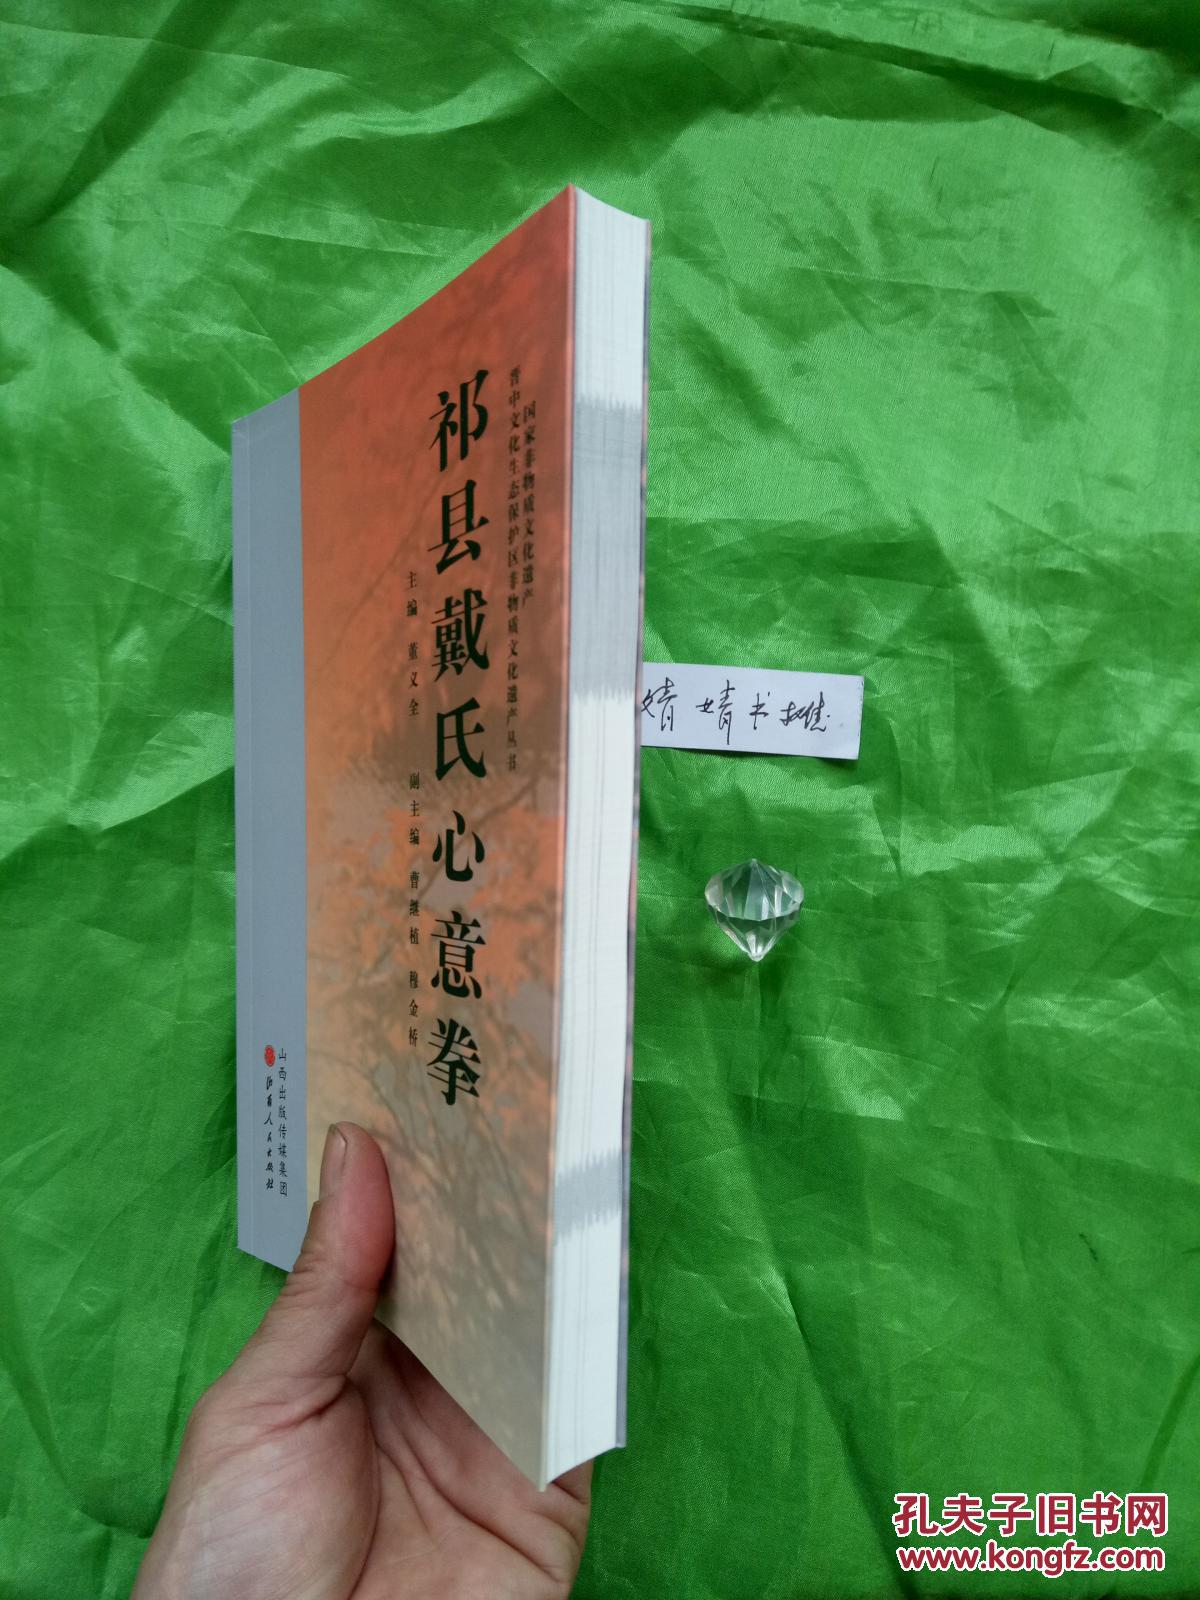 国家非物质文化遗产
晋中文化生态保护区非物质文化遗产丛书
祁县戴氏心意拳
主编 董义全 副主编 曹继植 穆金桥
山西出版传媒集团
山西人民出版社
婧婧书摊
孔夫子旧书网
www.kongfz.com